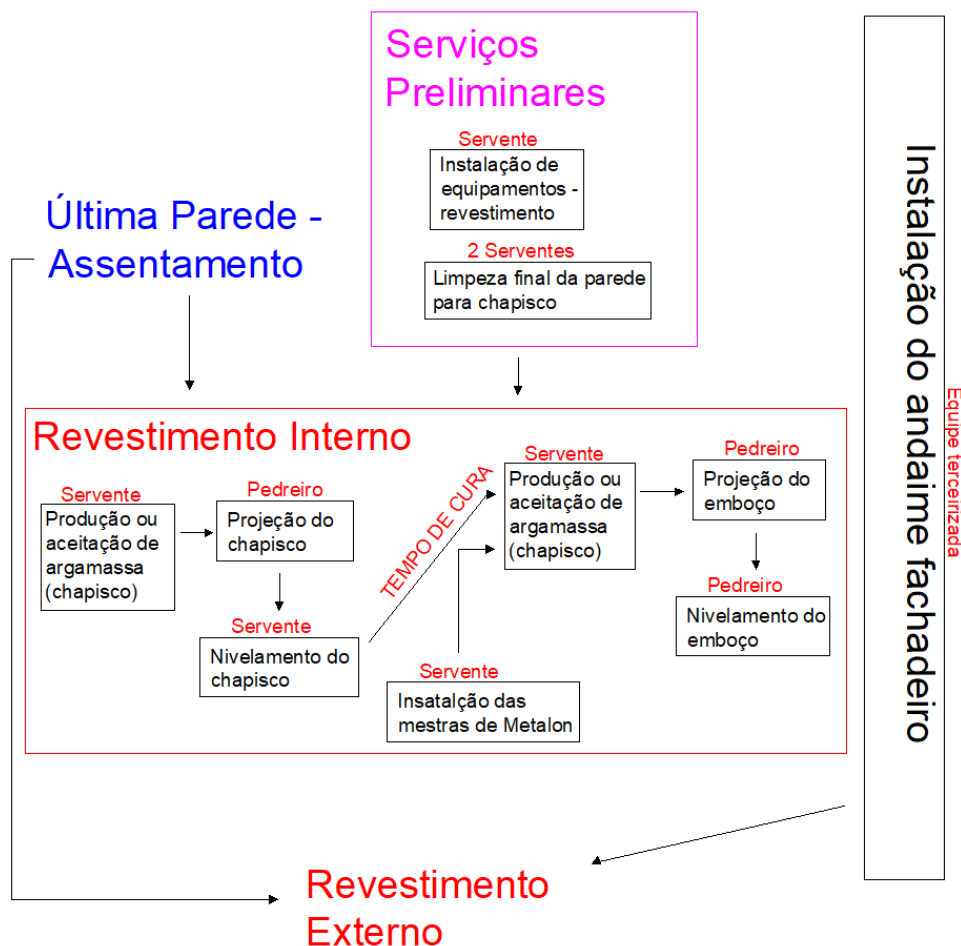 Serviços
Preliminares
Servente
Instalação de
equipamentos -
revestimento
2 Serventes
Limpeza final da parede
para chapisco
Última Parede -
Assentamento
Instalação do andaime fachadeiro
Equipe terceirizada
Revestimento Interno
Servente
Produção ou
aceitação de
argamassa
(chapisco)
Pedreiro
Projeção do
chapisco
Servente
Nivelamento do
chapisco
TEMPO DE CURA
Servente
Produção ou
aceitação de
argamassa
(chapisco)
Servente
Insatalção das
mestras de Metalon
Pedreiro
Projeção do
emboço
Pedreiro
Nivelamento do
emboço
Revestimento
Externo